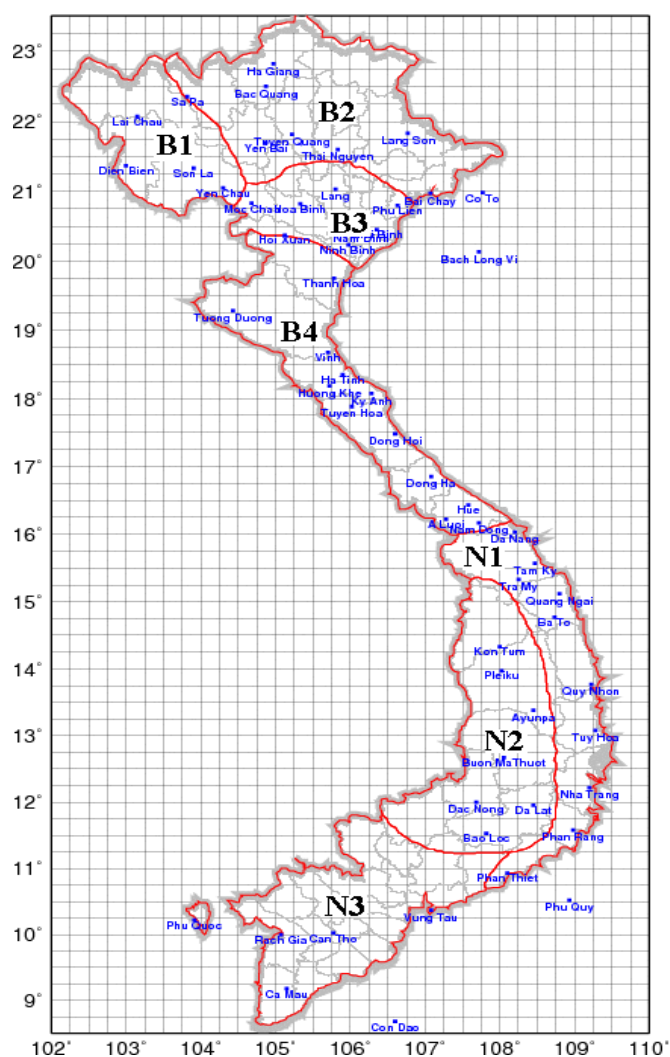 23°
Ha Giang
Sa Pa
Bac Quang
22°
Lai Chau
B2
B1
Tuyen Quang
Lang Son
Yen Bai
Thai Nguyen
Dien Bien
Son La
21°
Yen Chau
Lang
Bai Chay
Co To
Moc Chau
Hoa Binh
Phu Lien
B3
Hoi Xuan
Nam Dinh
Ninh Binh
20°
Bach Long Vi
Thanh Hoa
Tuong Duong
19°
B4
Vinh
Ha Tinh
18°
Huong Khe
Ky Anh
Tuyen Hoa
Dong Hoi
17°
Dong Ha
Hue
A Luoi
Nam Dong
16°
Da Nang
N1
Tam Ky
Tra My
15°
Quang Ngai
Ba To
Kon Tum
14°
Pleiku
Quy Nhon
Ayunpa
13°
Tuy Hoa
N2
Buon MaThuot
12°
Nha Trang
Dac Nong
Da Lat
Bao Loc
Phan Rang
11°
Phan Thiet
N3
Phu Quy
Phu Quoc
Vung Tau
10°
Rach Gia
Can Tho
9°
Ca Mau
Con Dao
102° 103° 104° 105° 106° 107° 108° 109° 110°